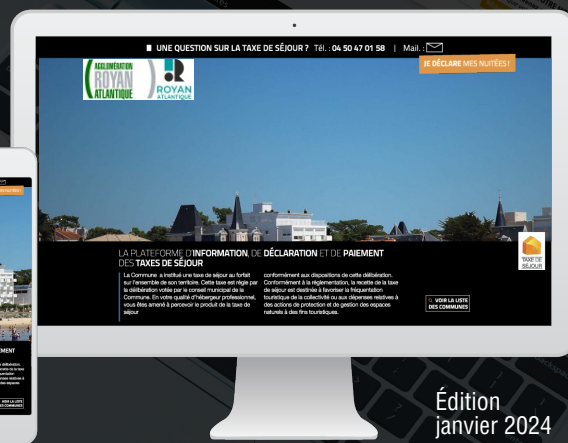 UNE QUESTION SUR LA TAXE DE SÉJOUR ? Tél. : 04 50 47 01 58 | Mail. :
JE DÉCLARE MES NUITÉES !
AGGLOMÉRATION
ROYAN
ATLANTIQUE
ROYAN
ATLANTIQUE
LA PLATEFORME D'INFORMATION, DE DÉCLARATION ET DE PAIEMENT
DES TAXES DE SÉJOUR
La Commune a institué une taxe de séjour au forfait
sur l'ensemble de son territoire. Cette taxe est régie par
la délibération votée par le conseil municipal de la
Commune. En votre qualité d'hébergeur professionnel,
vous êtes amené à percevoir le produit de la taxe de
séjour
conformément aux dispositions de cette délibération.
Conformément à la réglementation, la recette de la taxe
de séjour est destinée à favoriser la fréquentation
touristique de la collectivité ou aux dépenses relatives à
des actions de protection et de gestion des espaces
naturels à des fins touristiques.
TAXE DE
SÉJOUR
VOIR LA LISTE
DES COMMUNES
Édition
janvier 2024